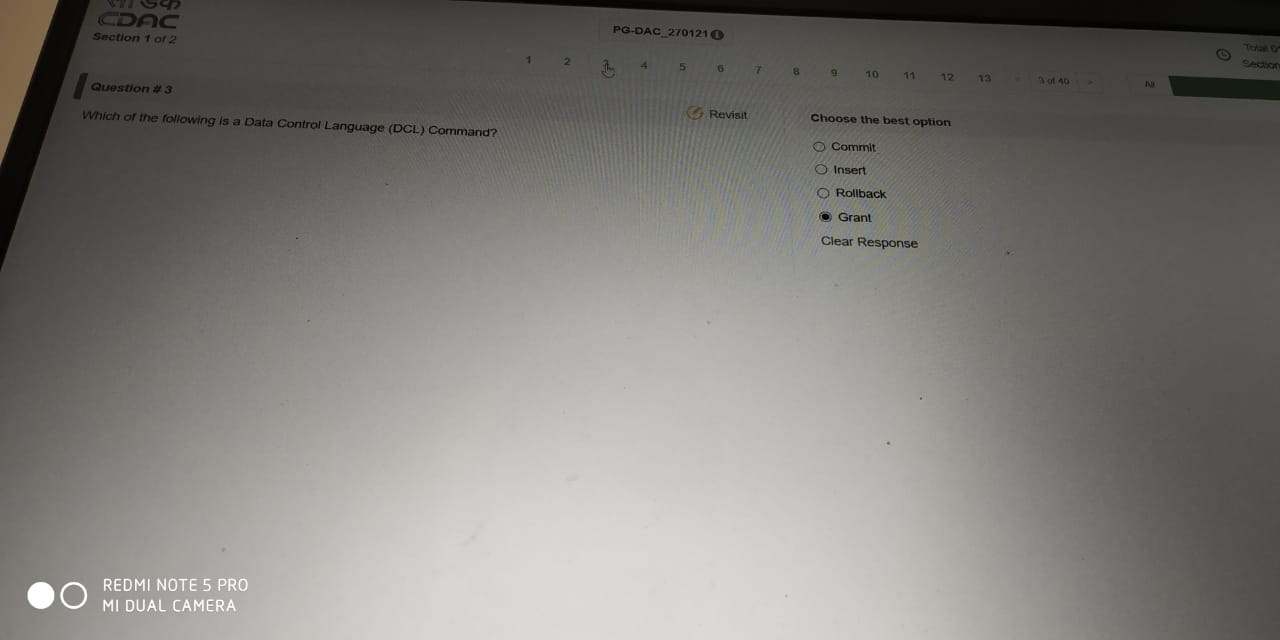 CDAC
Section 1 of 2
PG-DAC_270121
Total
Section
1 2 3 4 5 6 7 8 9 10 11 12 13 < 3 of 40 > All
Question # 3
Which of the following is a Data Control Language (DCL) Command?
Revisit
Choose the best option
Commit
Insert
Rollback
Grant
Clear Response
REDMI NOTE 5 PRO
MI DUAL CAMERA